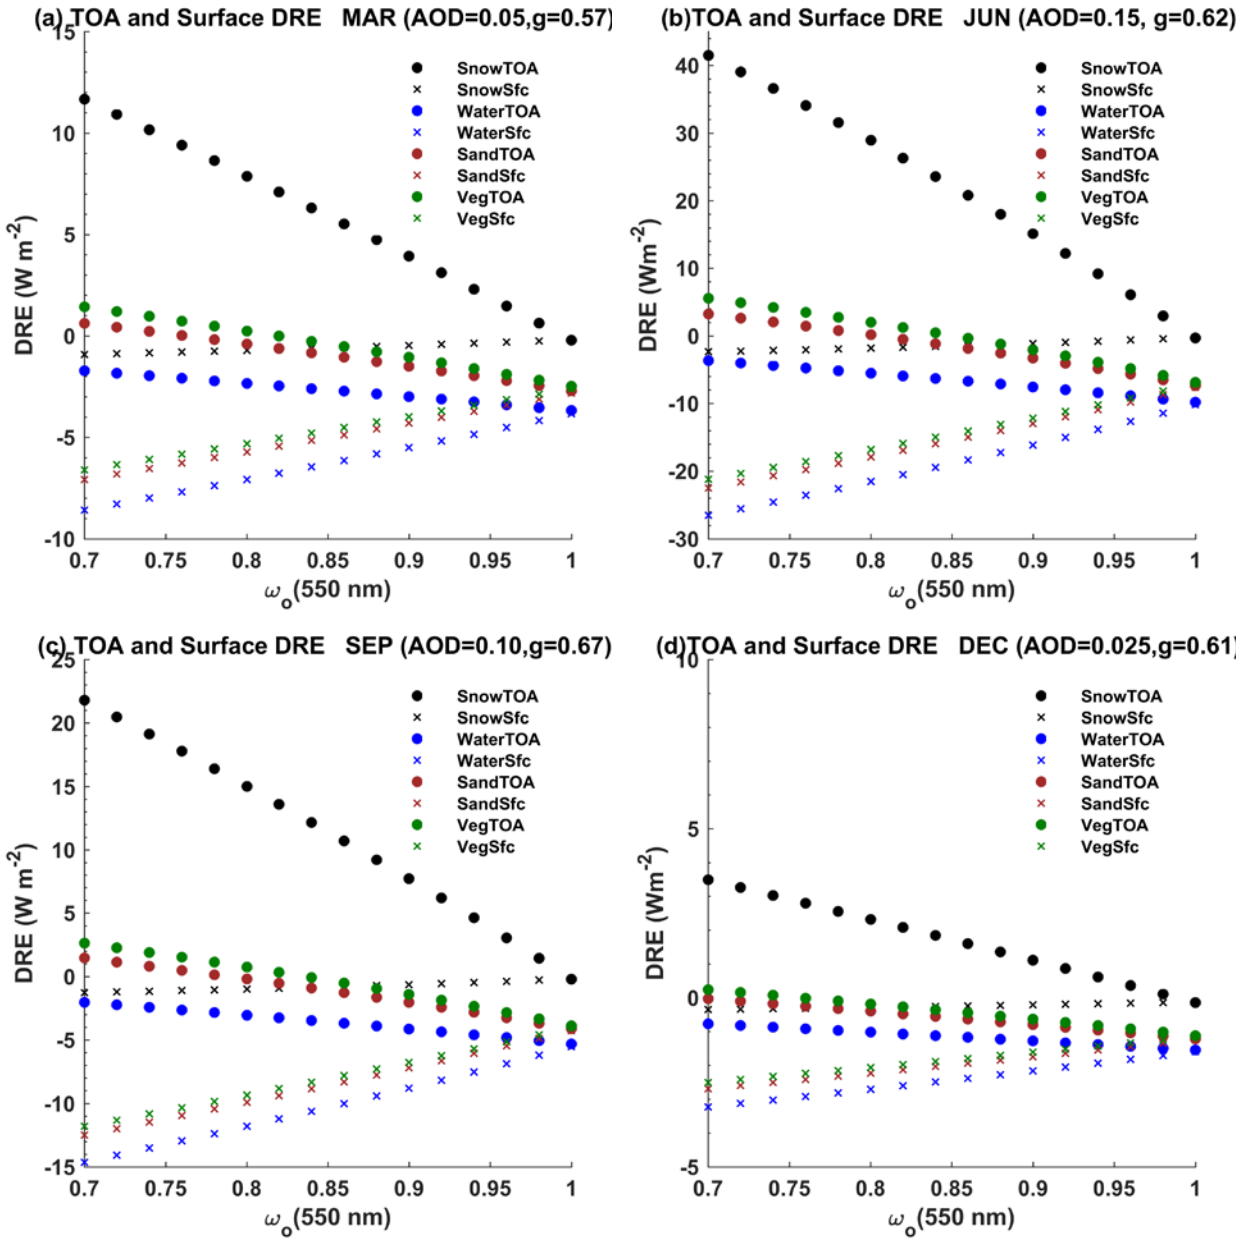 (a) TOA and Surface DRE MAR (AOD=0.05,g=0.57)
15
10
5
0
-5
-10
DRE (W m-2)
SnowTOA
SnowSfc
WaterTOA
WaterSfc
SandTOA
SandSfc
VegTOA
VegSfc
0.7 0.75 0.8 0.85 0.9 0.95 1
ωo(550 nm)
(b)TOA and Surface DRE JUN (AOD=0.15, g=0.62)
40
30
20
10
0
-10
-20
-30
DRE (Wm-2)
SnowTOA
SnowSfc
WaterTOA
WaterSfc
SandTOA
SandSfc
VegTOA
VegSfc
0.7 0.75 0.8 0.85 0.9 0.95 1
ωo(550 nm)
(c) TOA and Surface DRE SEP (AOD=0.10,g=0.67)
25
20
15
10
5
0
-5
-10
-15
DRE (W m-2)
SnowTOA
SnowSfc
WaterTOA
WaterSfc
SandTOA
SandSfc
VegTOA
VegSfc
0.7 0.75 0.8 0.85 0.9 0.95 1
ωo(550 nm)
(d)TOA and Surface DRE DEC (AOD=0.025,g=0.61)
10
5
0
-5
DRE (Wm-2)
SnowTOA
SnowSfc
WaterTOA
WaterSfc
SandTOA
SandSfc
VegTOA
VegSfc
0.7 0.75 0.8 0.85 0.9 0.95 1
ωo(550 nm)